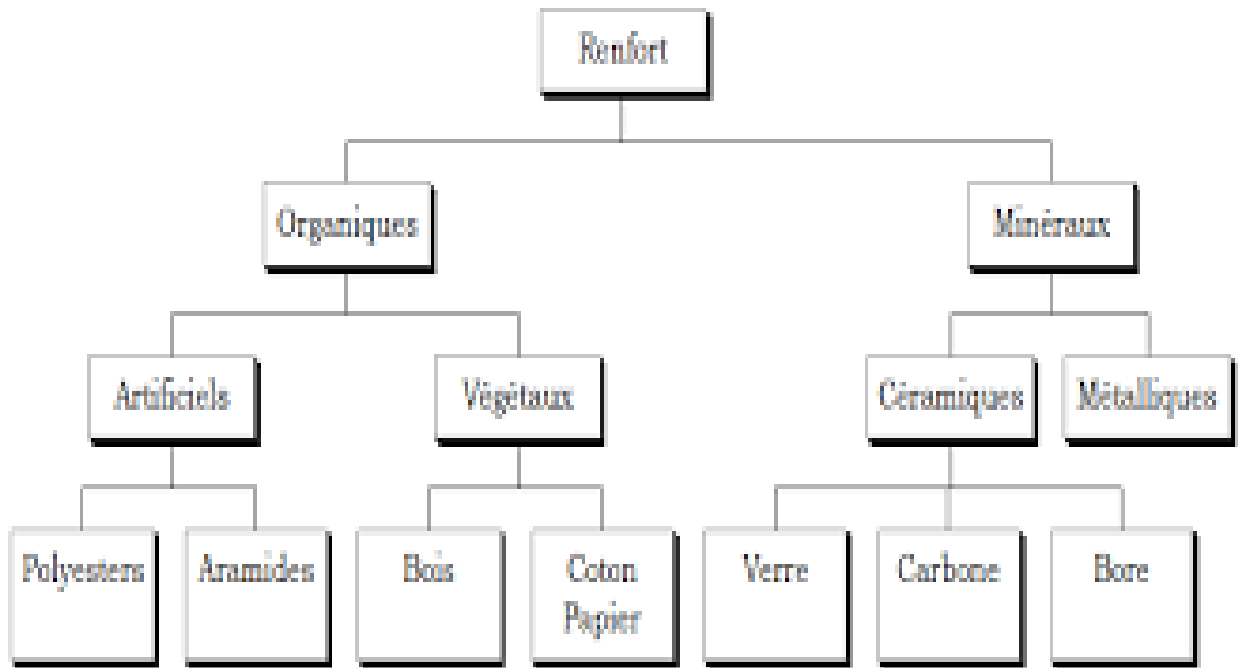 Renfort
Organiques
Minéraux
Artificiels
Végétaux
Céramiques
Métalliques
Polyesters
Aramides
Bois
Coton
Papier
Verre
Carbone
Bore